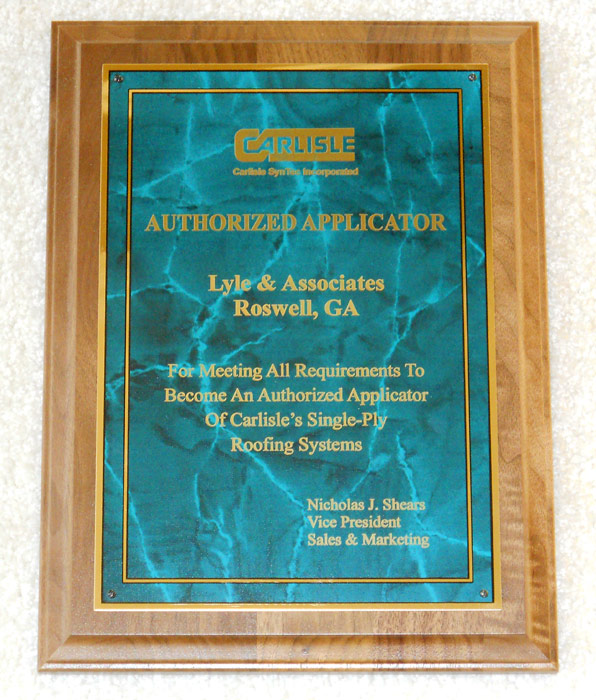 CARLISLE
Carlisle SynTec Incorporated
AUTHORIZED APPLICATOR
Lyle & Associates
Roswell, GA
For Meeting All Requirements To
Become An Authorized Applicator
Of Carlisle's Single-Ply
Roofing Systems
Nicholas J. Shears
Vice President
Sales & Marketing